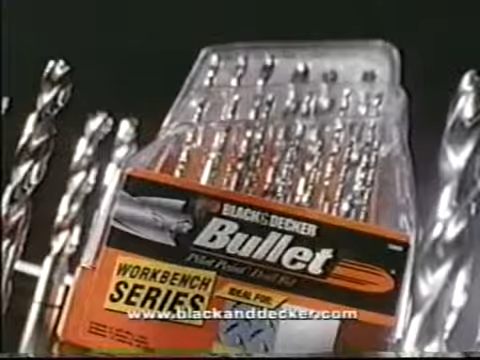 BLACK & DECKER
Bullet
Pilot Point Drill Bit
WORKBENCH
SERIES
IDEAL FOR:
www.blackanddecker.com